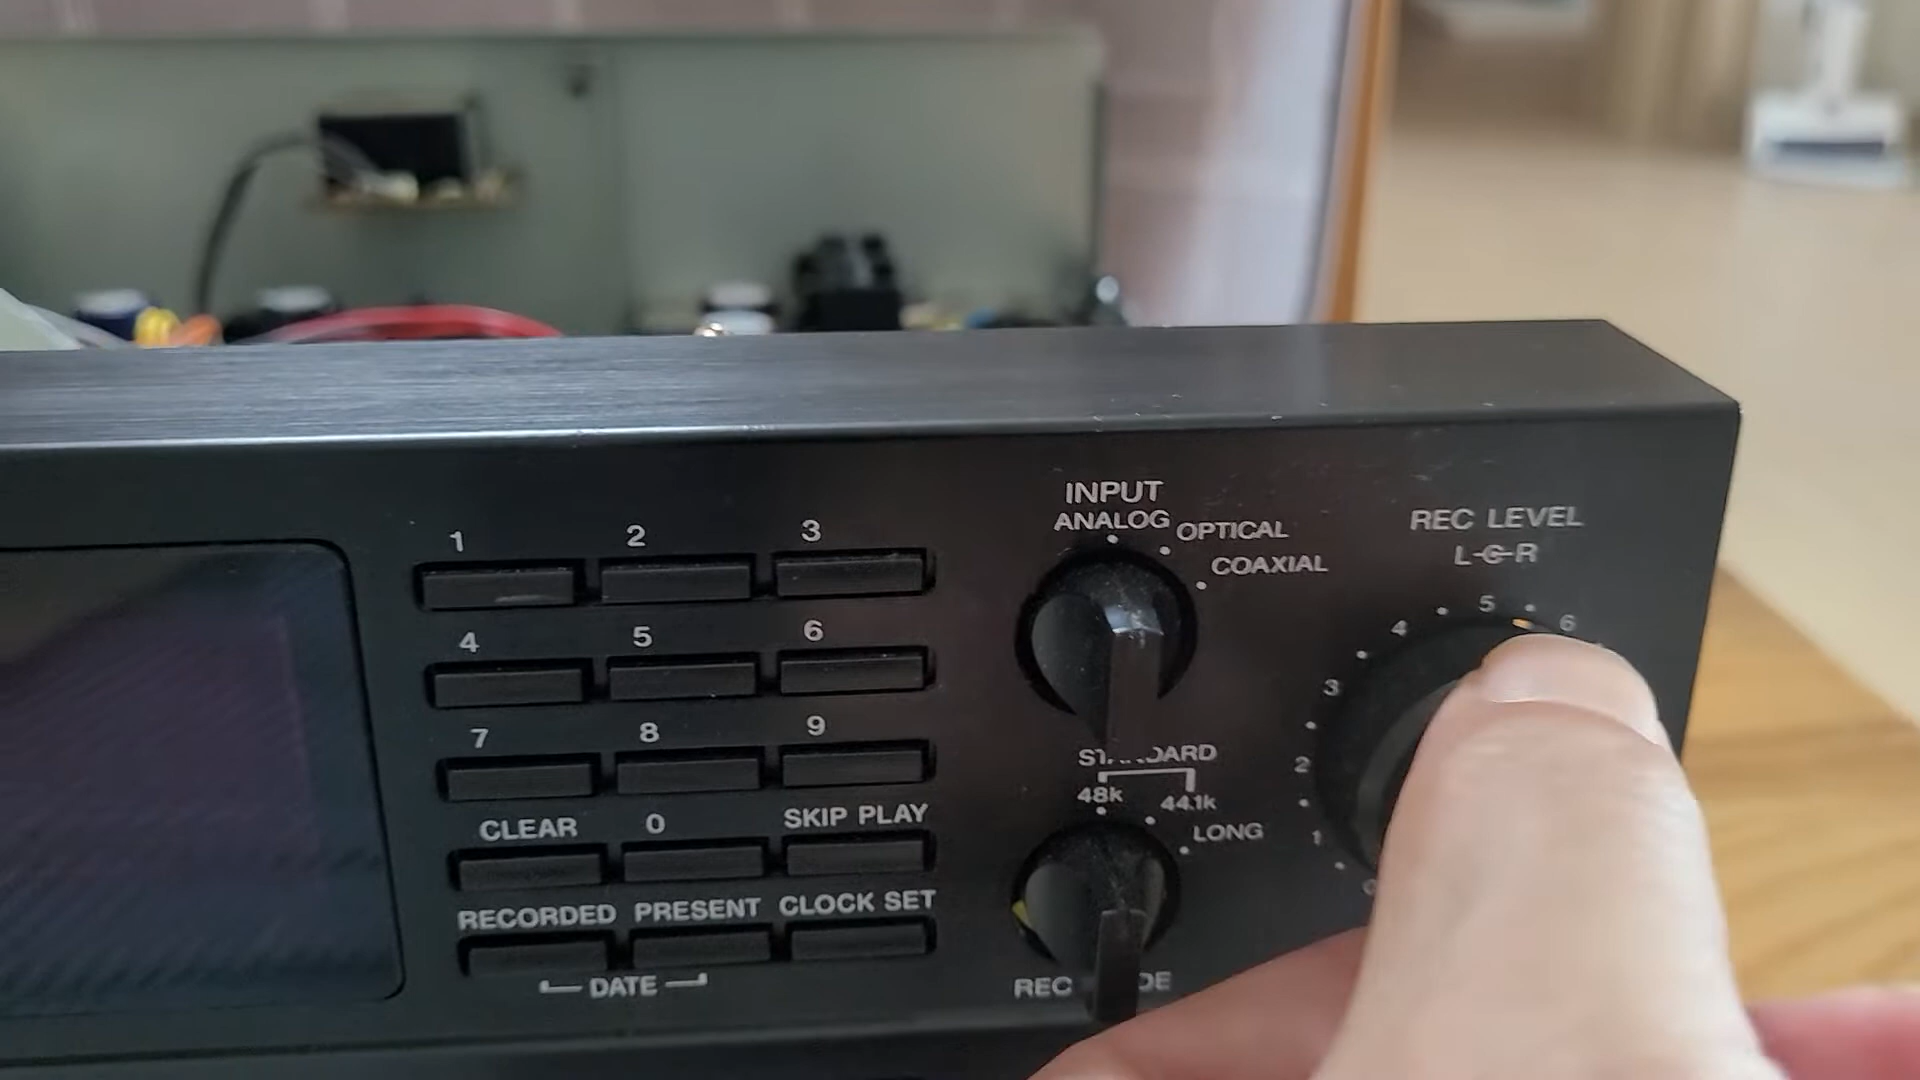 1 2 3
4 5 6
7 8 9
CLEAR 0 SKIP PLAY
RECORDED PRESENT CLOCK SET
DATE
INPUT
ANALOG OPTICAL
COAXIAL
48k 44.1k
LONG
REC
REC LEVEL
L R
0 1 2 3 4 5 6